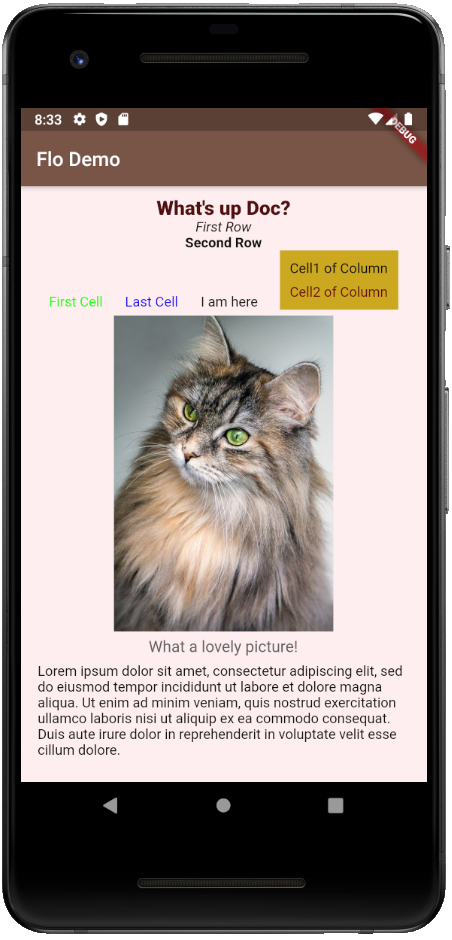 8:33
DEBUG
Flo Demo
What's up Doc?
First Row
Second Row
Cell1 of Column
First Cell Last Cell I am here Cell2 of Column
What a lovely picture!
Lorem ipsum dolor sit amet, consectetur adipiscing elit, sed
do eiusmod tempor incididunt ut labore et dolore magna
aliqua. Ut enim ad minim veniam, quis nostrud exercitation
ullamco laboris nisi ut aliquip ex ea commodo consequat.
Duis aute irure dolor in reprehenderit in voluptate velit esse
cillum dolore.